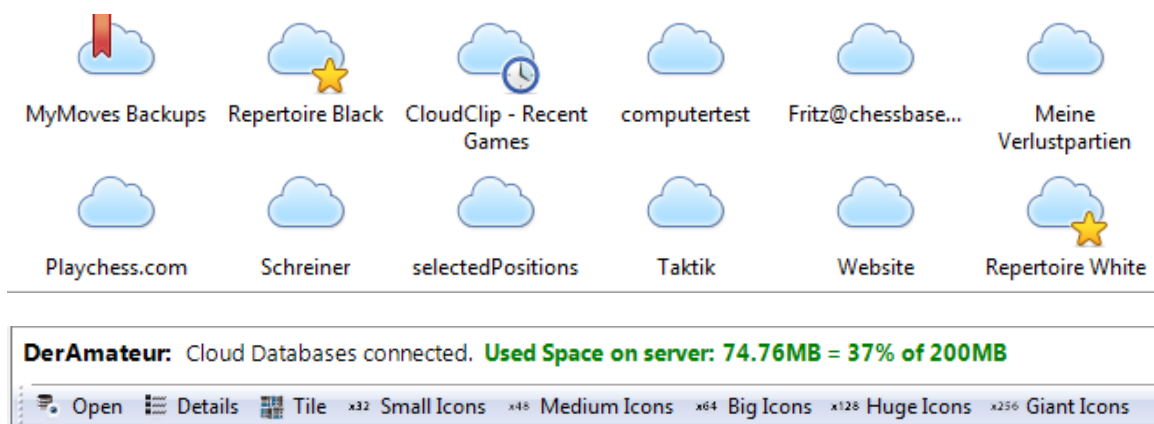 MyMoves Backups
Repertoire Black
CloudClip - Recent
Games
computertest
Fritz@chessbase...
Meine
Verlustpartien
Playchess.com
Schreiner
selectedPositions
Taktik
Website
Repertoire White
DerAmateur: Cloud Databases connected. Used Space on server: 74.76MB = 37% of 200MB
Open Details Tile x32 Small Icons x48 Medium Icons x64 Big Icons x128 Huge Icons x256 Giant Icons